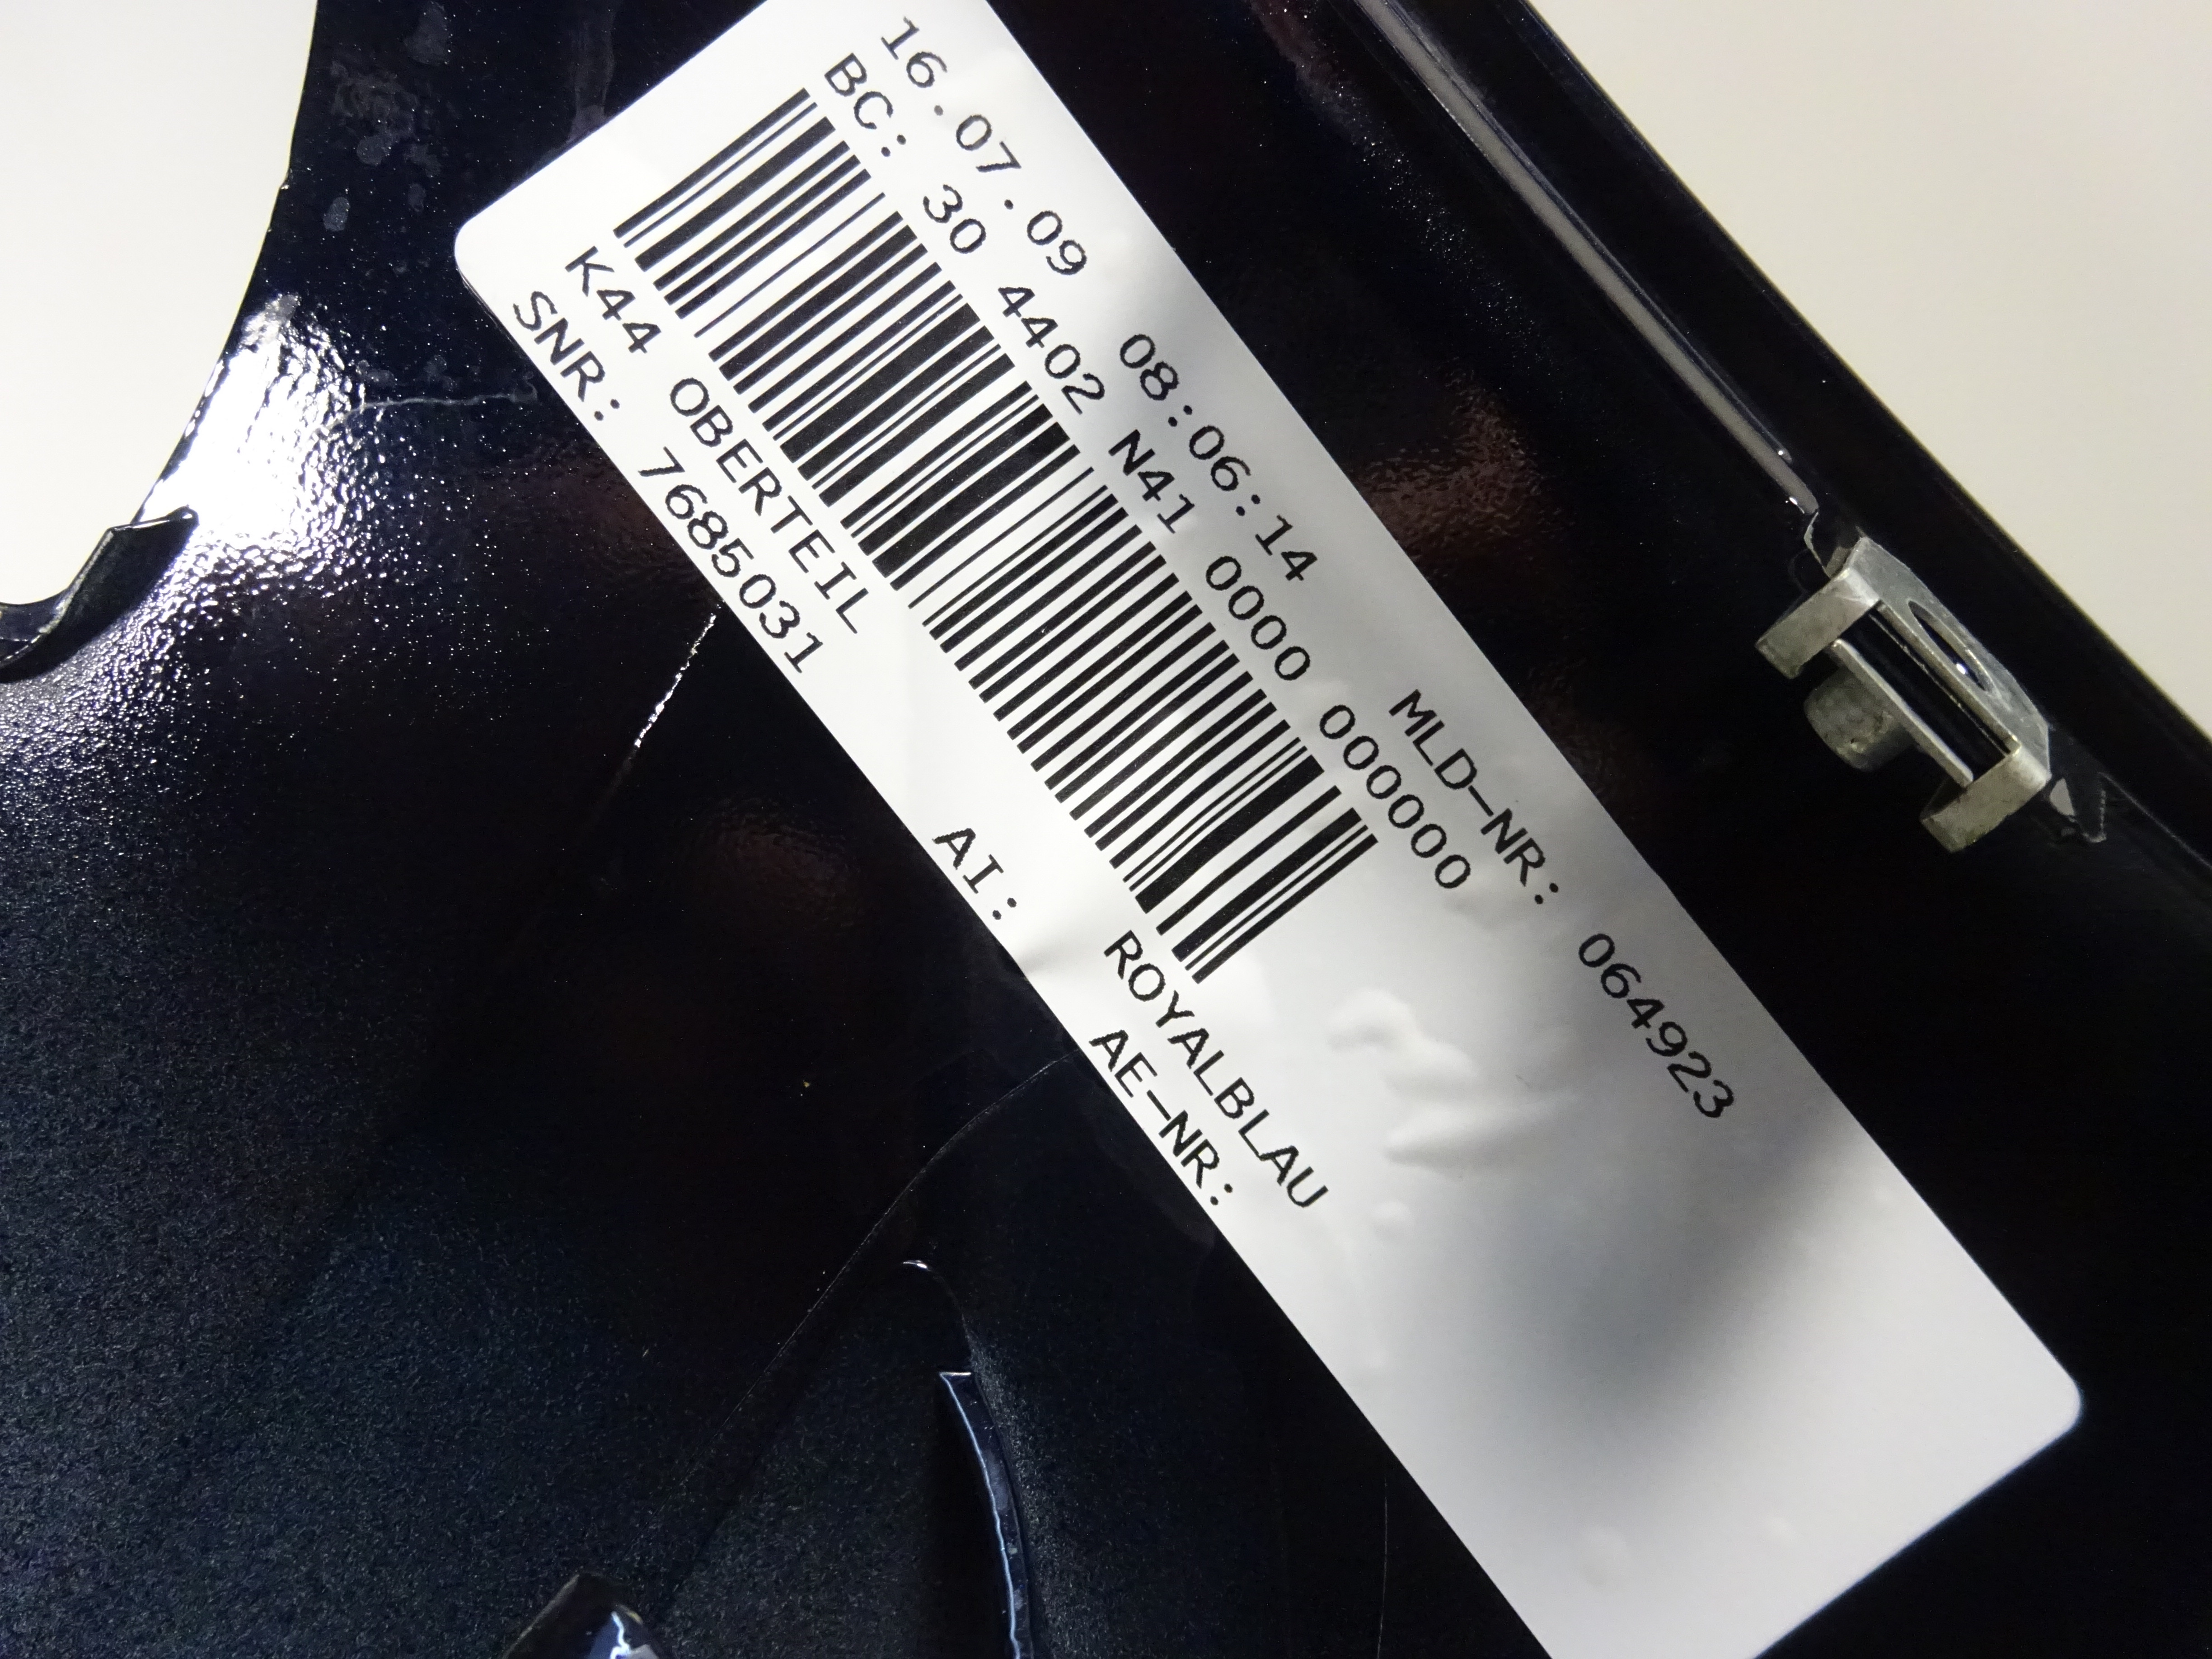 16.07.09 08:06:14 MLD-NR: 064923
BC: 30 4402 N41 0000 000000
K44 OBERTEIL ROYALBLAU
SNR: 7685031 AI: AE-NR: